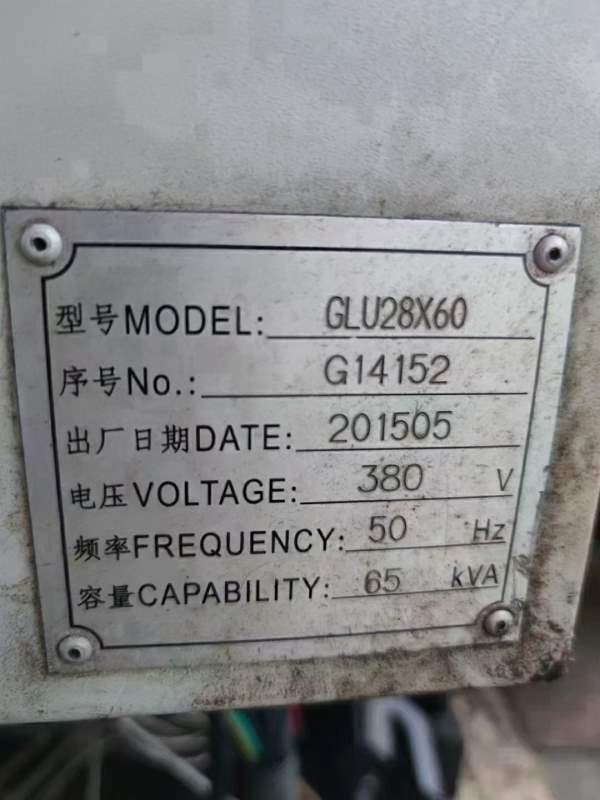 型号MODEL: GLU28X60
序号No.: G14152
出厂日期DATE: 201505
电压VOLTAGE: 380 V
频率FREQUENCY: 50 Hz
容量CAPABILITY: 65 kVA